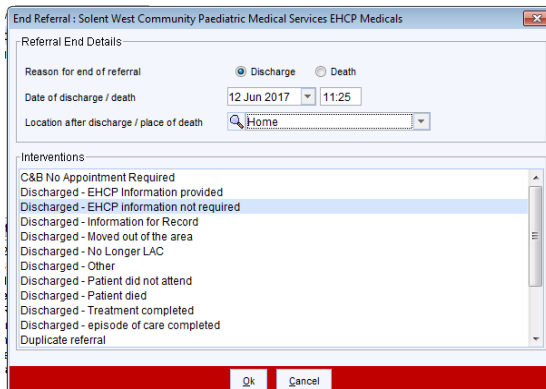 End Referral : Solent West Community Paediatric Medical Services EHCP Medicals
Referral End Details
Reason for end of referral Discharge Death
Date of discharge / death 12 Jun 2017 11:25
Location after discharge / place of death Home
Interventions
C&B No Appointment Required
Discharged - EHCP Information provided
Discharged - EHCP information not required
Discharged - Information for Record
Discharged - Moved out of the area
Discharged - No Longer LAC
Discharged - Other
Discharged - Patient did not attend
Discharged - Patient died
Discharged - Treatment completed
Discharged - episode of care completed
Duplicate referral
Ok Cancel